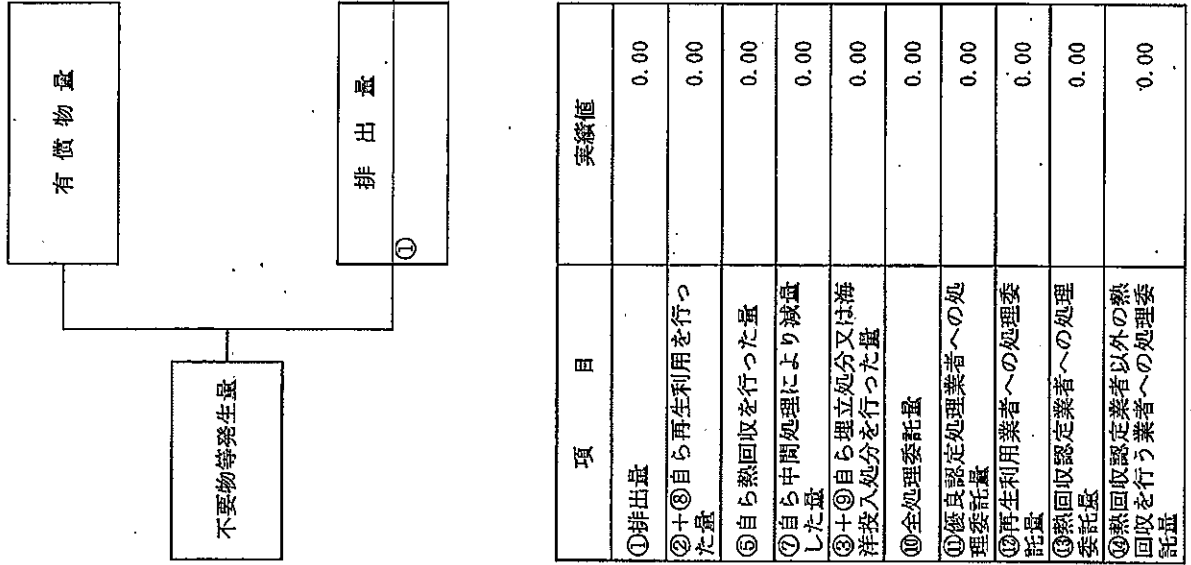 有償物量
排出量
①
不要物等発生量
項目
実績値
①排出量
0.00
②＋⑧自ら再生利用を行っ
た量
0.00
⑤自ら熱回収を行った量
0.00
⑦自ら中間処理により減量
した量
0.00
③＋⑨自ら埋立処分又は海
洋投入処分を行った量
0.00
⑩全処理委託量
0.00
⑪優良認定処理業者への処
理委託量
0.00
⑫再生利用業者への処理委
託量
0.00
⑬熱回収認定業者への処理
委託量
0.00
⑭熱回収認定業者以外の熱
回収を行う業者への処理委
託量
0.00